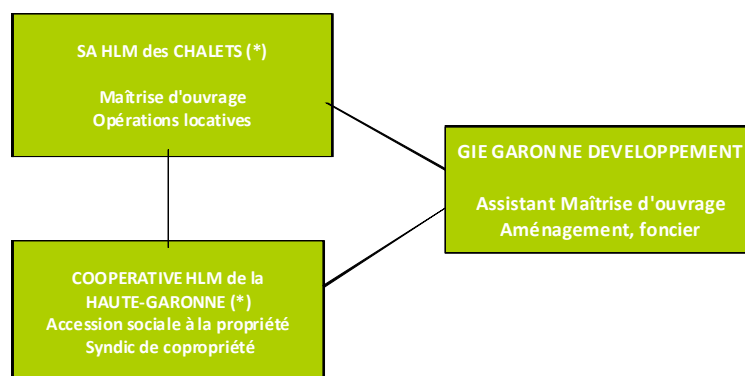 SA HLM des CHALETS (*)
Maîtrise d'ouvrage
Opérations locatives
GIE GARONNE DEVELOPPEMENT
Assistant Maîtrise d'ouvrage
Aménagement, foncier
COOPERATIVE HLM de la
HAUTE-GARONNE (*)
Accession sociale à la propriété
Syndic de copropriété